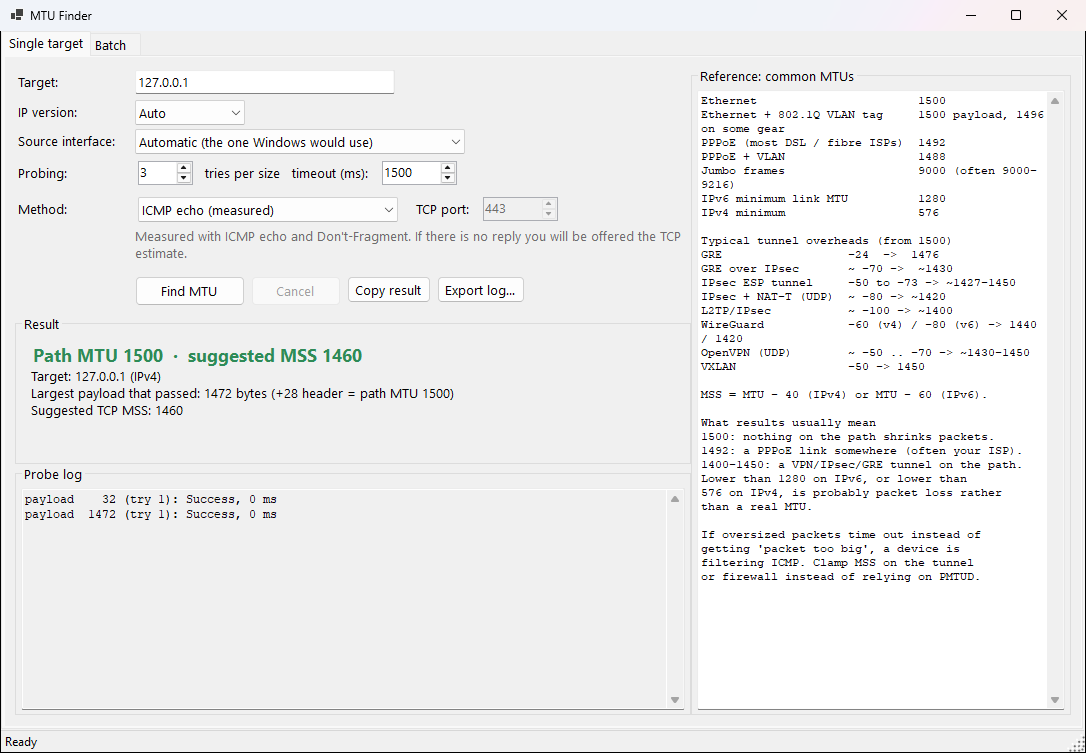 MTU Finder
Single target
Batch
Target:
127.0.0.1
IP version:
Auto
Source interface:
Automatic (the one Windows would use)
Probing:
3
tries per size
timeout (ms):
1500
Method:
ICMP echo (measured)
TCP port:
443
Measured with ICMP echo and Don't-Fragment. If there is no reply you will be offered the TCP
estimate.
Find MTU
Cancel
Copy result
Export log...
Result
Path MTU 1500 · suggested MSS 1460
Target: 127.0.0.1 (IPv4)
Largest payload that passed: 1472 bytes (+28 header = path MTU 1500)
Suggested TCP MSS: 1460
Probe log
payload    32 (try 1): Success, 0 ms
payload  1472 (try 1): Success, 0 ms
Reference: common MTUs
Ethernet                       1500
Ethernet + 802.1Q VLAN tag     1500 payload, 1496
on some gear
PPPoE (most DSL / fibre ISPs)  1492
PPPoE + VLAN                   1488
Jumbo frames                   9000 (often 9000-
9216)
IPv6 minimum link MTU          1280
IPv4 minimum                   576
Typical tunnel overheads (from 1500)
GRE                  -24  ->  1476
GRE over IPsec       ~ -70 ->  ~1430
IPsec ESP tunnel     -50 to -73 -> ~1427-1450
IPsec + NAT-T (UDP)  ~ -80 -> ~1420
L2TP/IPsec           ~ -100 -> ~1400
WireGuard            -60 (v4) / -80 (v6) -> 1440
/ 1420
OpenVPN (UDP)        ~ -50 .. -70 -> ~1430-1450
VXLAN                -50 -> 1450
MSS = MTU - 40 (IPv4) or MTU - 60 (IPv6).
What results usually mean
1500: nothing on the path shrinks packets.
1492: a PPPoE link somewhere (often your ISP).
1400-1450: a VPN/IPsec/GRE tunnel on the path.
Lower than 1280 on IPv6, or lower than
576 on IPv4, is probably packet loss rather
than a real MTU.
If oversized packets time out instead of
getting 'packet too big', a device is
filtering ICMP. Clamp MSS on the tunnel
or firewall instead of relying on PMTUD.
Ready